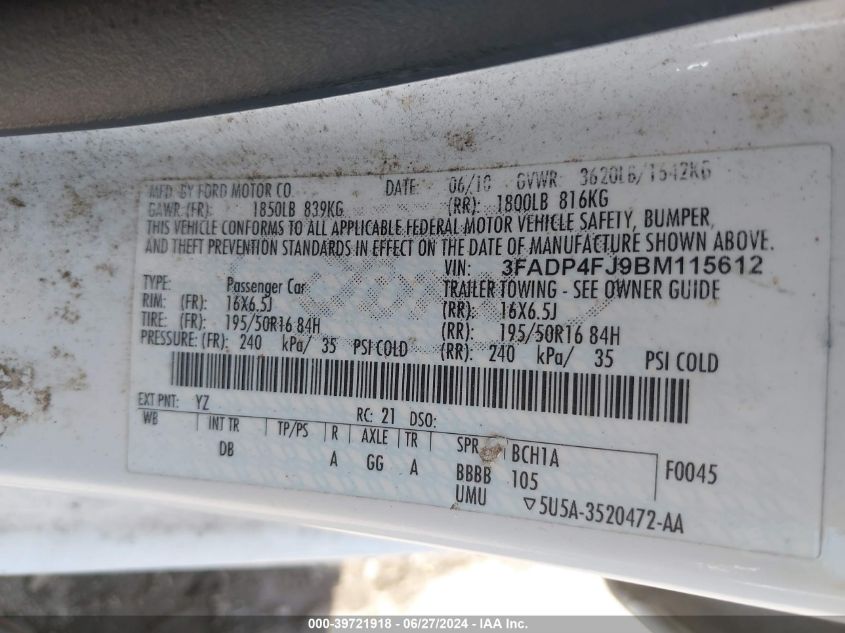 MFD. BY FORD MOTOR CO DATE: 06/10 GVWR: 3620LB/1642KG
GAWR (FR): 1850LB 839KG (RR): 1800LB 816KG
THIS VEHICLE CONFORMS TO ALL APPLICABLE FEDERAL MOTOR VEHICLE SAFETY, BUMPER,
AND THEFT PREVENTION STANDARDS IN EFFECT ON THE DATE OF MANUFACTURE SHOWN ABOVE.
VIN: 3FADP4FJ9BM115612
TYPE: Passenger Car TRAILER TOWING - SEE OWNER GUIDE
RIM: (FR): 16X6.5J (RR): 16X6.5J
TIRE: (FR): 195/50R16 84H (RR): 195/50R16 84H
PRESSURE: (FR): 240 kPa/ 35 PSI COLD (RR): 240 kPa/ 35 PSI COLD
EXT PNT: YZ RC: 21 DSO:
WB INT TR TP/PS R AXLE TR SPR BCH1A
DB A GG A BBBB 105 F0045
UMU ▽5U5A-3520472-AA
000-39721918 - 06/27/2024 - IAA